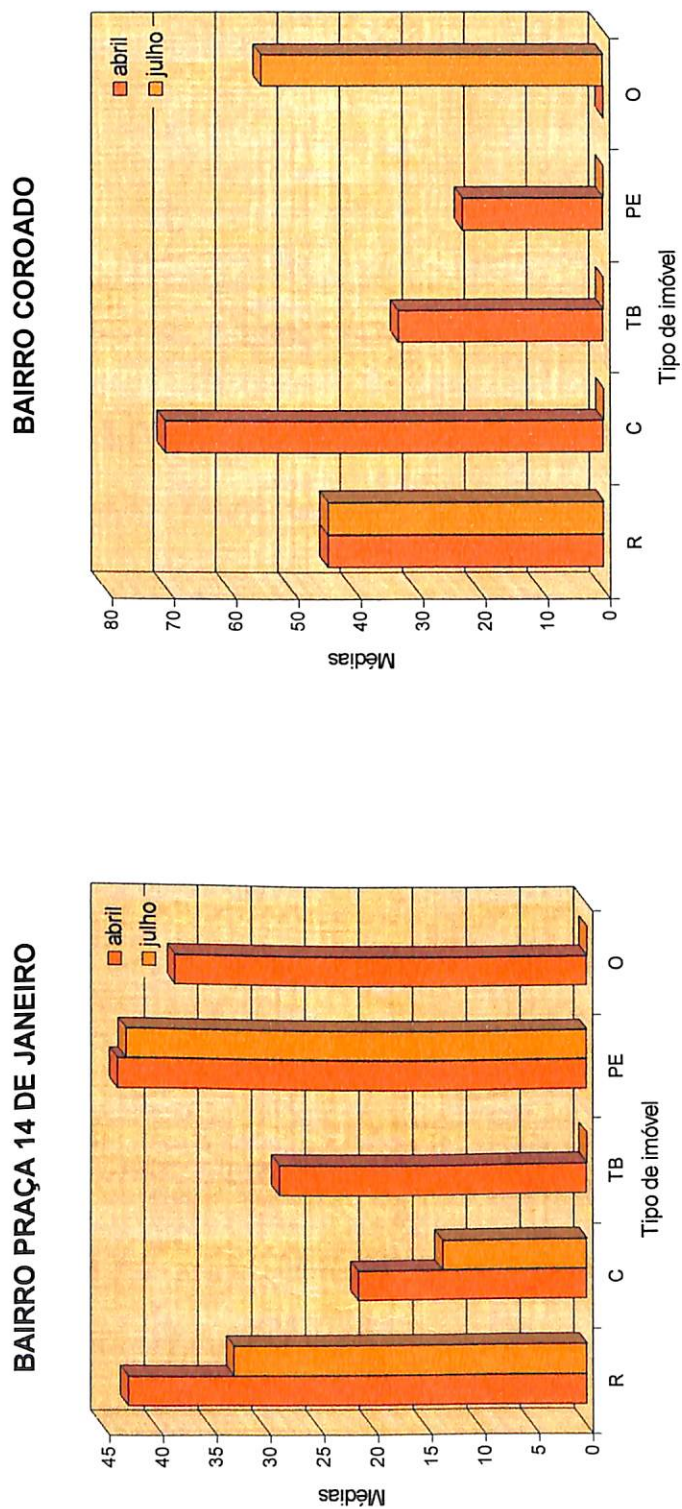 BAIRRO PRAÇA 14 DE JANEIRO
abril
julho
Médias
45
40
35
30
25
20
15
10
5
0
R
C
TB
PE
O
Tipo de imóvel
BAIRRO COROADO
abril
julho
Médias
80
70
60
50
40
30
20
10
0
R
C
TB
PE
O
Tipo de imóvel